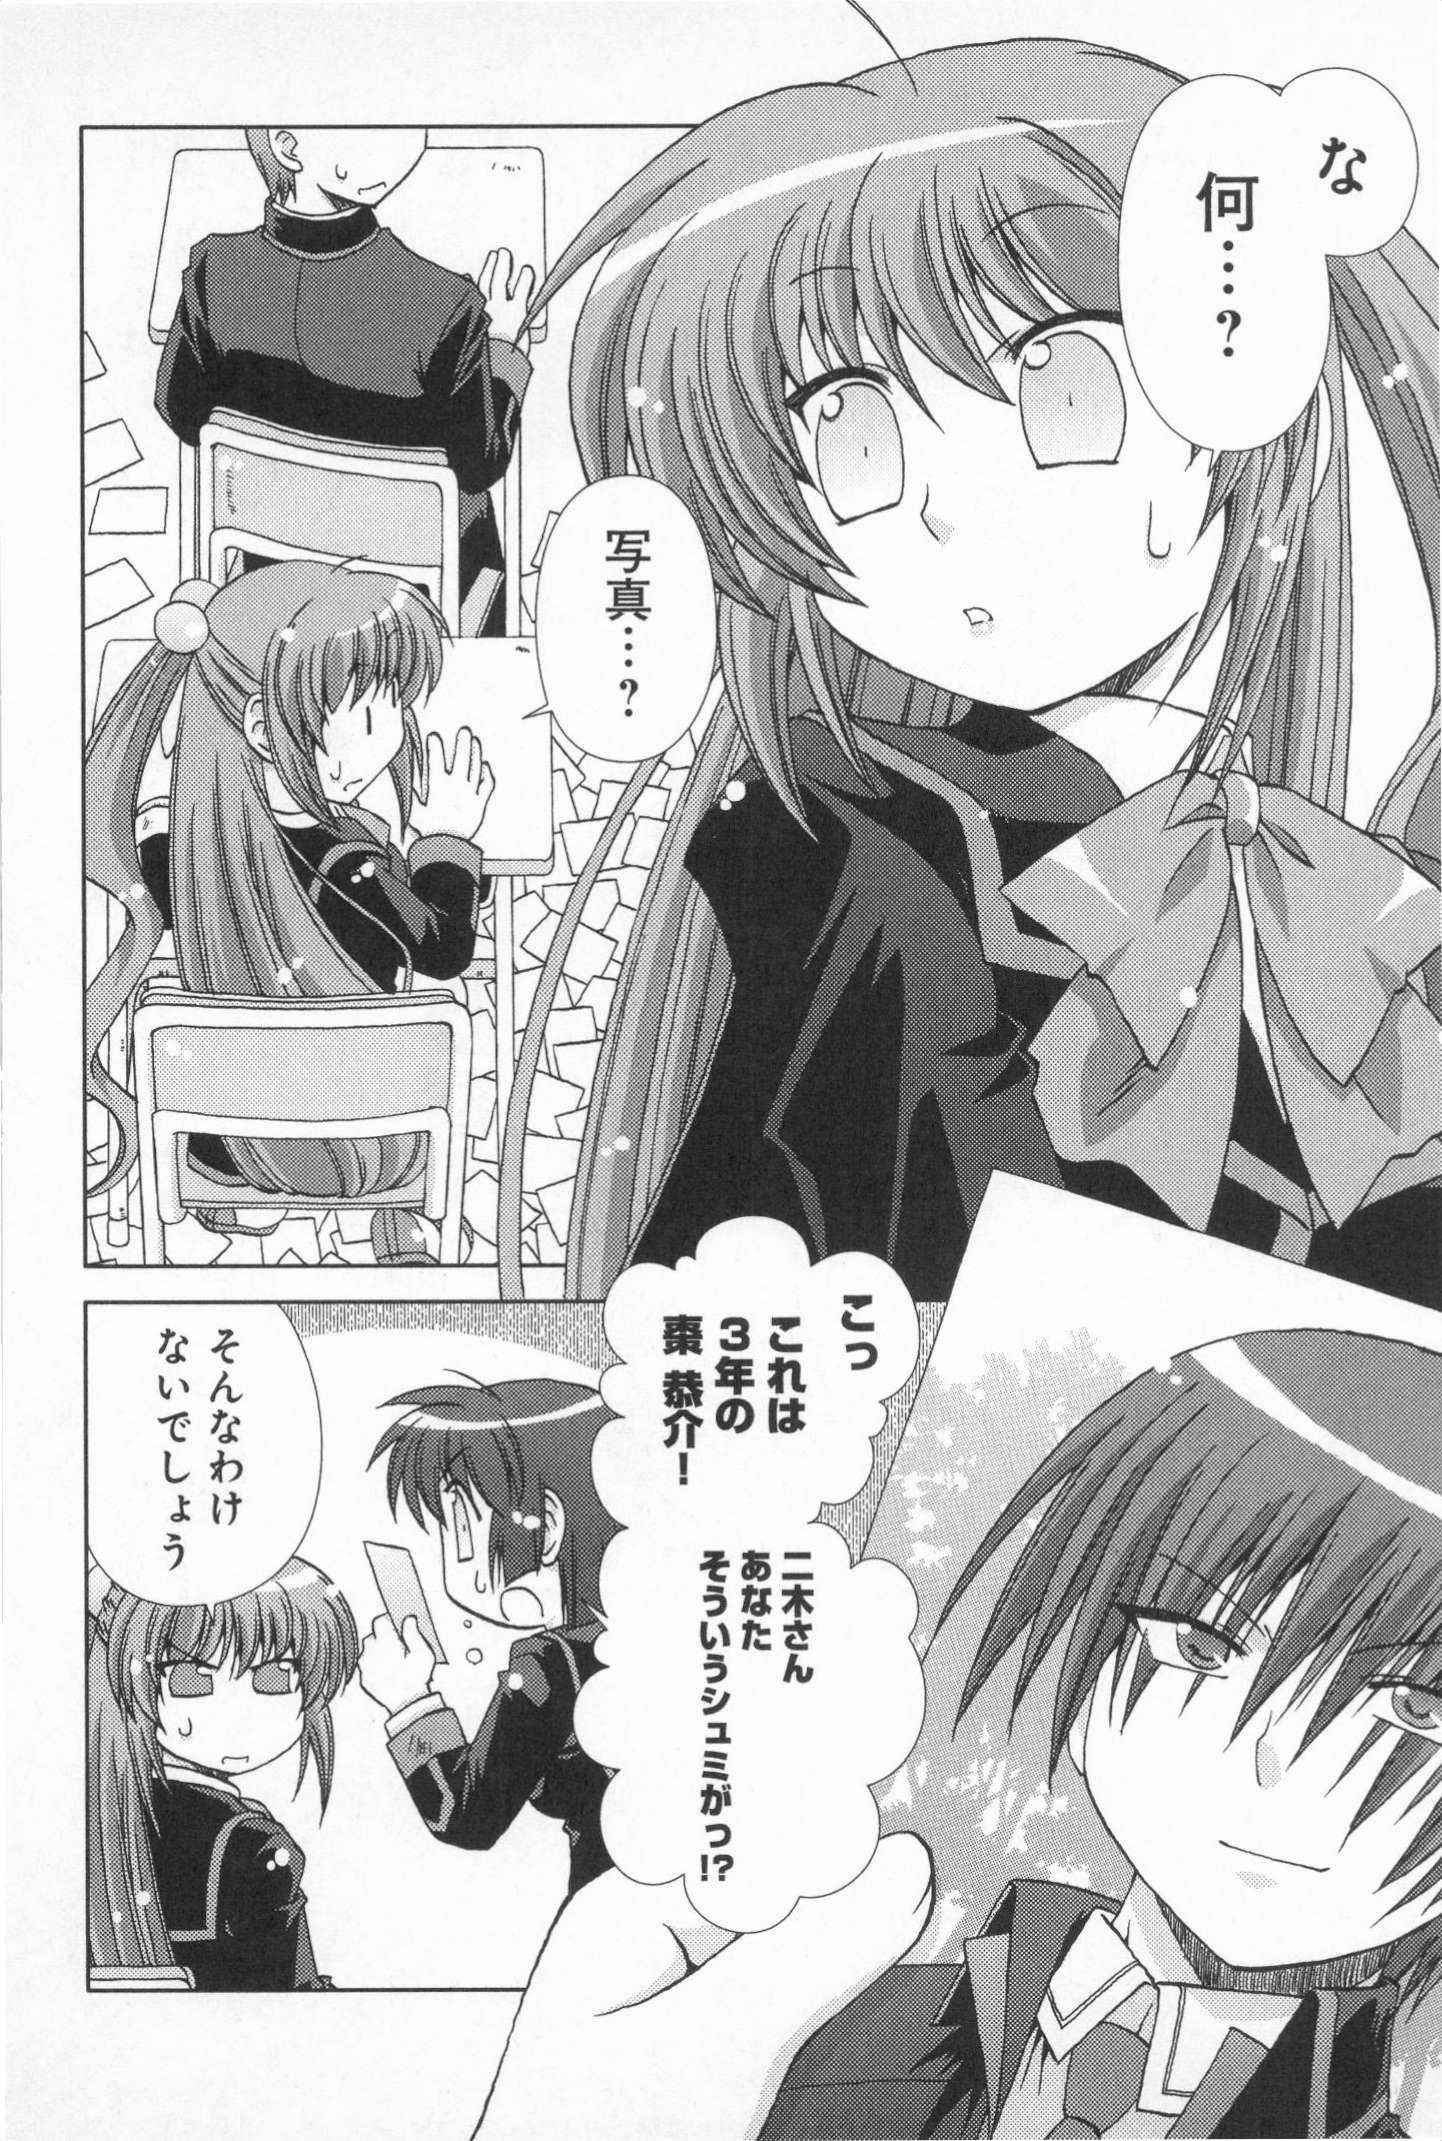 な
何…？
写真…？
こっ
これは
3年の
棗 恭介！
二木さん
あなた
そういうシュミがっ!?
そんなわけ
ないでしょう